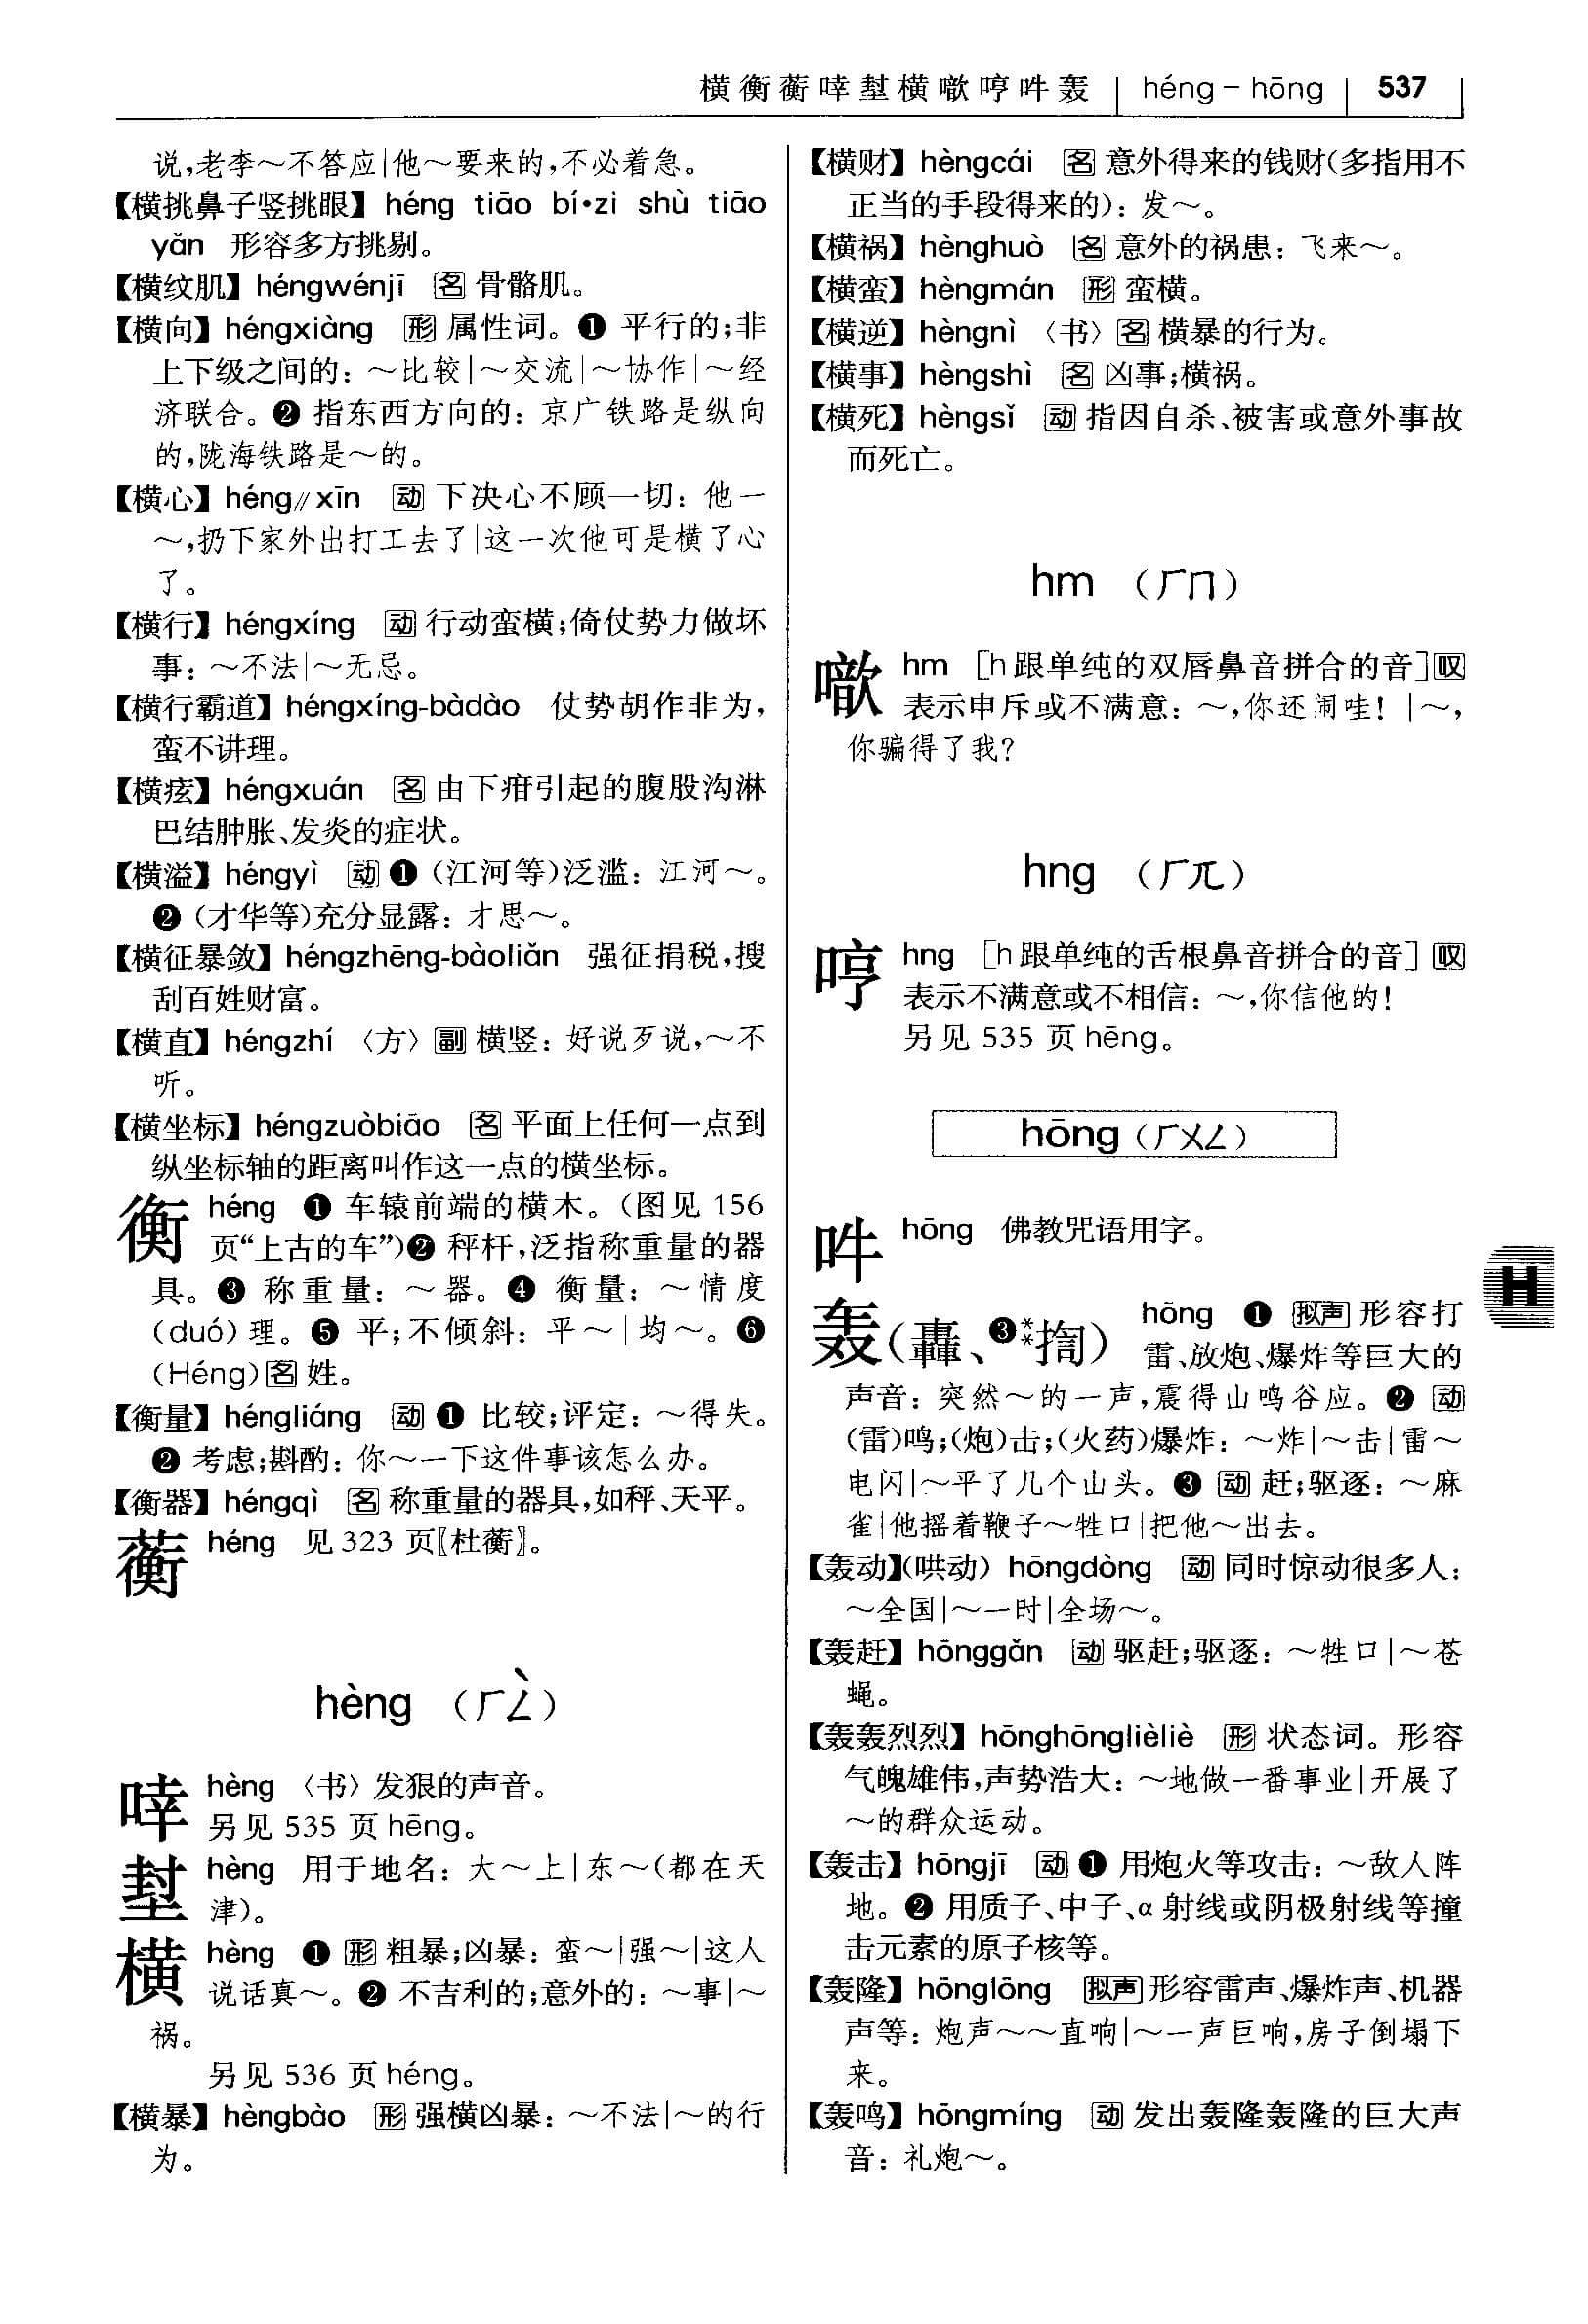 横衡蘅啈𡐓横噷哼吽轰 héng－hōng 537
说,老李～不答应|他～要来的,不必着急。
【横挑鼻子竖挑眼】 héng tiāo bí•zi shù tiāo
yǎn 形容多方挑剔。
【横纹肌】 héngwénjī 名 骨骼肌。
【横向】 héngxiàng 形 属性词。❶ 平行的;非
上下级之间的：～比较|～交流|～协作|～经
济联合。❷ 指东西方向的：京广铁路是纵向
的,陇海铁路是～的。
【横心】 héng∥xīn 动 下决心不顾一切：他一
～,扔下家外出打工去了|这一次他可是横了心
了。
【横行】 héngxíng 动 行动蛮横;倚仗势力做坏
事：～不法|～无忌。
【横行霸道】 héngxíng-bàdào 仗势胡作非为,
蛮不讲理。
【横痃】 héngxuán 名 由下疳引起的腹股沟淋
巴结肿胀、发炎的症状。
【横溢】 héngyì 动 ❶（江河等)泛滥：江河～。
❷（才华等)充分显露：才思～。
【横征暴敛】 héngzhēng-bàoliǎn 强征捐税,搜
刮百姓财富。
【横直】 héngzhí 〈方〉 副 横竖：好说歹说,～不
听。
【横坐标】 héngzuòbiāo 名 平面上任何一点到
纵坐标轴的距离叫作这一点的横坐标。
衡 héng ❶ 车辕前端的横木。（图见 156
页“上古的车”)❷ 秤杆,泛指称重量的器
具。❸ 称重量：～器。❹ 衡量：～情度
（duó）理。❺ 平;不倾斜：平～|均～。❻
（Héng）名 姓。
【衡量】 héngliáng 动 ❶ 比较;评定：～得失。
❷ 考虑;斟酌：你～一下这件事该怎么办。
【衡器】 héngqì 名 称重量的器具,如秤、天平。
蘅 héng 见 323 页〖杜蘅〗。
hèng （ㄏㄥˋ）
啈 hèng 〈书〉发狠的声音。
另见 535 页 hēng。
hèng 用于地名：大～上|东～(都在天
津)。
横 hèng ❶ 形 粗暴;凶暴：蛮～|强～|这人
说话真～。❷ 不吉利的;意外的：～事|～
祸。
另见 536 页 héng。
【横暴】 hèngbào 形 强横凶暴：～不法|～的行
为。
【横财】 hèngcái 名 意外得来的钱财(多指用不
正当的手段得来的)：发～。
【横祸】 hènghuò 名 意外的祸患：飞来～。
【横蛮】 hèngmán 形 蛮横。
【横逆】 hèngnì 〈书〉 名 横暴的行为。
【横事】 hèngshì 名 凶事;横祸。
【横死】 hèngsǐ 动 指因自杀、被害或意外事故
而死亡。
hm （ㄏㄇ）
噷 hm ［h跟单纯的双唇鼻音拼合的音］叹
表示申斥或不满意：～,你还闹哇！|～,
你骗得了我？
hng （ㄏㄫ）
哼 hng ［h跟单纯的舌根鼻音拼合的音］叹
表示不满意或不相信：～,你信他的！
另见 535 页 hēng。
hōng（ㄏㄨㄥ）
吽 hōng 佛教咒语用字。
轰(轟、❸**揈) hōng ❶ 拟声 形容打
雷、放炮、爆炸等巨大的
声音：突然～的一声,震得山鸣谷应。❷ 动
(雷)鸣;(炮)击;(火药)爆炸：～炸|～击|雷～
电闪|～平了几个山头。❸ 动 赶;驱逐：～麻
雀|他摇着鞭子～牲口|把他～出去。
【轰动】(哄动) hōngdòng 动 同时惊动很多人：
～全国|～一时|全场～。
【轰赶】 hōnggǎn 动 驱赶;驱逐：～牲口|～苍
蝇。
【轰轰烈烈】 hōnghōnglièliè 形 状态词。形容
气魄雄伟,声势浩大：～地做一番事业|开展了
～的群众运动。
【轰击】 hōngjī 动 ❶ 用炮火等攻击：～敌人阵
地。❷ 用质子、中子、α 射线或阴极射线等撞
击元素的原子核等。
【轰隆】 hōnglōng 拟声 形容雷声、爆炸声、机器
声等：炮声～～直响|～一声巨响,房子倒塌下
来。
【轰鸣】 hōngmíng 动 发出轰隆轰隆的巨大声
音：礼炮～。
H